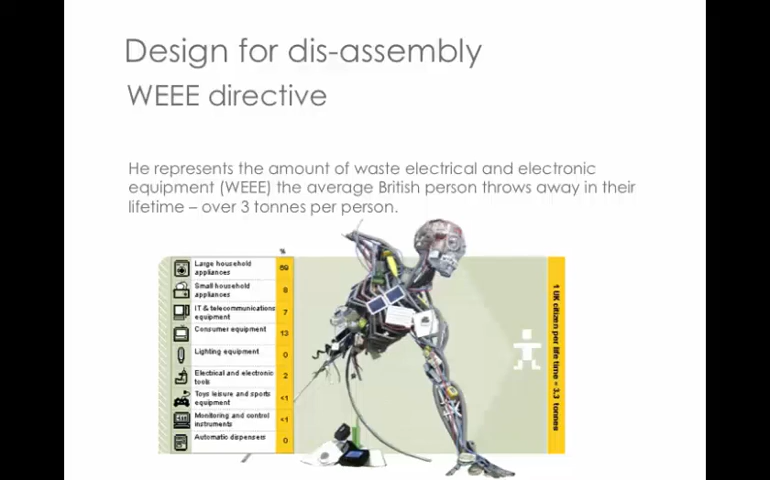 Design for dis-assembly
WEEE directive
He represents the amount of waste electrical and electronic
equipment (WEEE) the average British person throws away in their
lifetime – over 3 tonnes per person.
%
Large household
appliances
69
Small household
appliances
8
IT & telecommunications
equipment
7
Consumer equipment
13
Lighting equipment
0
Electrical and electronic
tools
2
Toys leisure and sports
equipment
<1
Monitoring and control
instruments
<1
Automatic dispensers
0
1 UK citizen per life time = 3.3 tonnes